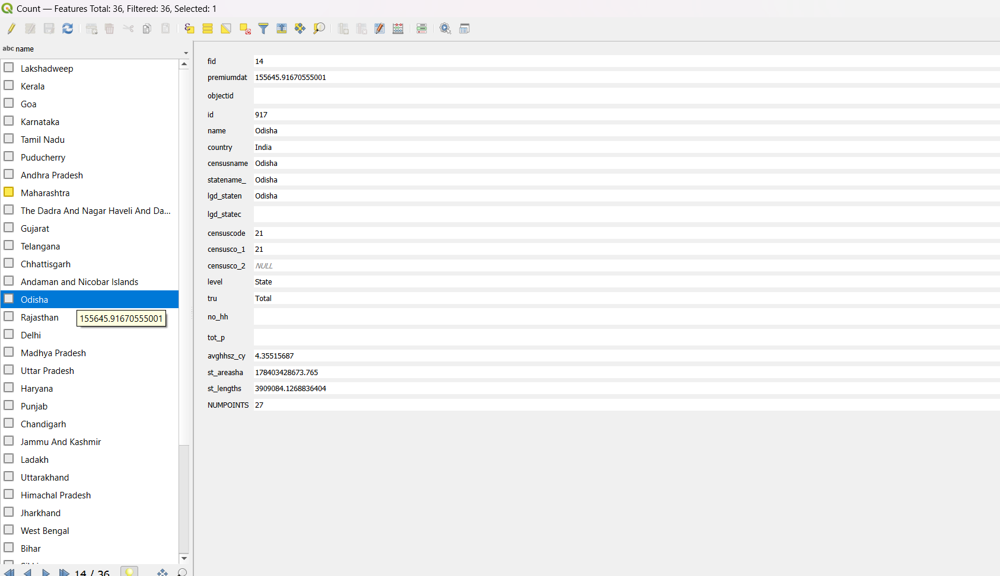 Count — Features Total: 36, Filtered: 36, Selected: 1
abc name
Lakshadweep
Kerala
Goa
Karnataka
Tamil Nadu
Puducherry
Andhra Pradesh
Maharashtra
The Dadra And Nagar Haveli And Da...
Gujarat
Telangana
Chhattisgarh
Andaman and Nicobar Islands
Odisha
Rajasthan
155645.91670555001
Delhi
Madhya Pradesh
Uttar Pradesh
Haryana
Punjab
Chandigarh
Jammu And Kashmir
Ladakh
Uttarakhand
Himachal Pradesh
Jharkhand
West Bengal
Bihar
14 / 36
fid 14
premiumdat 155645.91670555001
objectid
id 917
name Odisha
country India
censusname Odisha
statename_ Odisha
lgd_staten Odisha
lgd_statec
censuscode 21
censusco_1 21
censusco_2 NULL
level State
tru Total
no_hh
tot_p
avghhsz_cy 4.35515687
st_areasha 178403428673.765
st_lengths 3909084.1268836404
NUMPOINTS 27